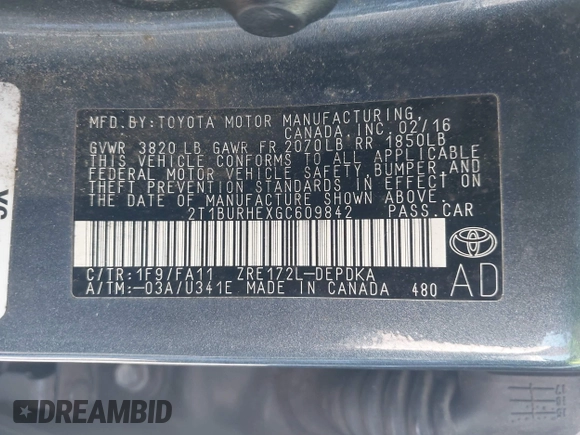 MFD.BY:TOYOTA MOTOR MANUFACTURING,
CANADA, INC. 02/16
GVWR 3820 LB GAWR FR 2070LB RR 1850LB
THIS VEHICLE CONFORMS TO ALL APPLICABLE
FEDERAL MOTOR VEHICLE SAFETY, BUMPER, AND
THEFT PREVENTION STANDARDS IN EFFECT ON
THE DATE OF MANUFACTURE SHOWN ABOVE.
2T1BURHEXGC609842 PASS.CAR
C/TR:1F9/FA11 ZRE172L-DEPDKA
A/TM:-03A/U341E MADE IN CANADA 480
AD
DREAMBID